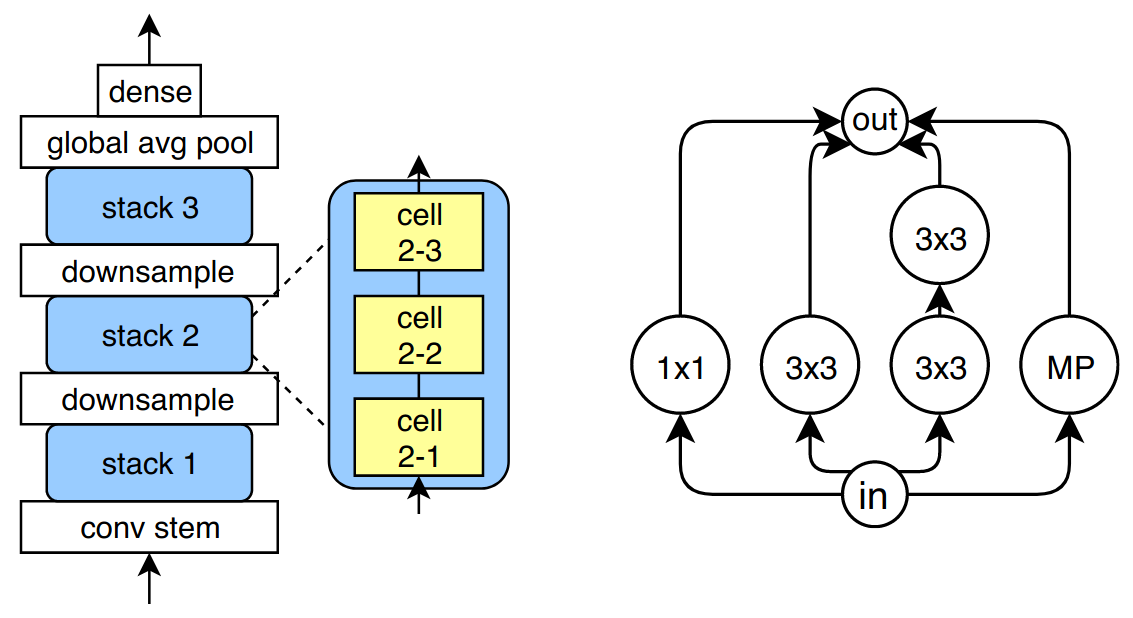 dense
global avg pool
stack 3
downsample
stack 2
downsample
stack 1
conv stem
cell
2-3
cell
2-2
cell
2-1
out
3x3
1x1
3x3
3x3
MP
in